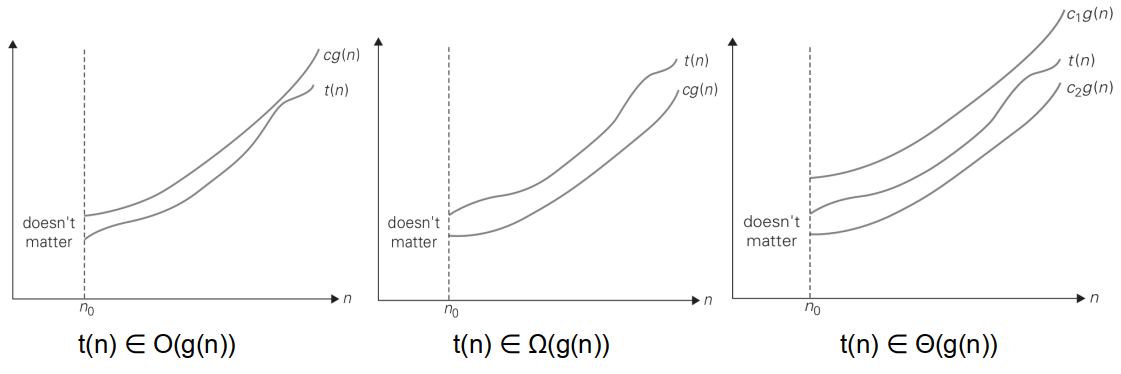 cg(n)
t(n)
doesn't
matter
n₀
n
t(n) ∈ O(g(n))
t(n)
cg(n)
doesn't
matter
n₀
n
t(n) ∈ Ω(g(n))
c₁g(n)
t(n)
c₂g(n)
doesn't
matter
n₀
n
t(n) ∈ Θ(g(n))